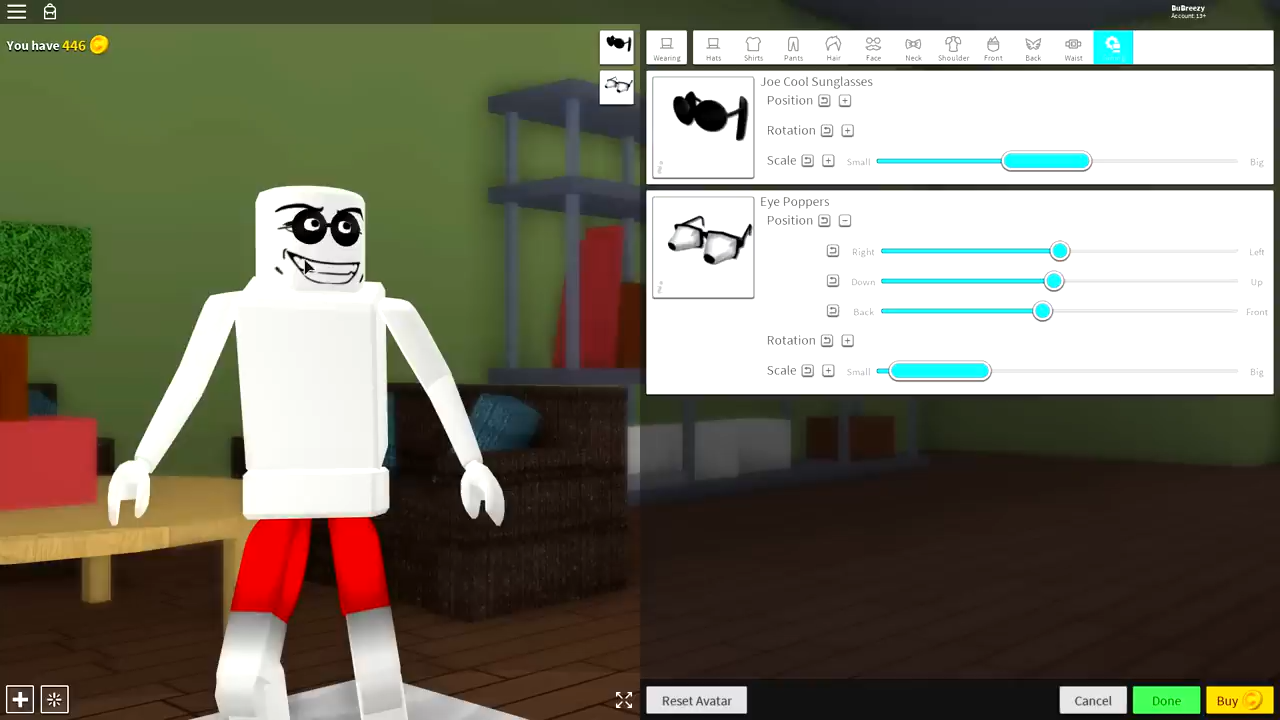 BuBreezy
Account: 13+
You have 446
Wearing
Hats
Shirts
Pants
Hair
Face
Neck
Shoulder
Front
Back
Waist
Joe Cool Sunglasses
Position
Rotation
Scale
Small
Big
Eye Poppers
Position
Right
Left
Down
Up
Back
Front
Rotation
Scale
Small
Big
Reset Avatar
Cancel
Done
Buy